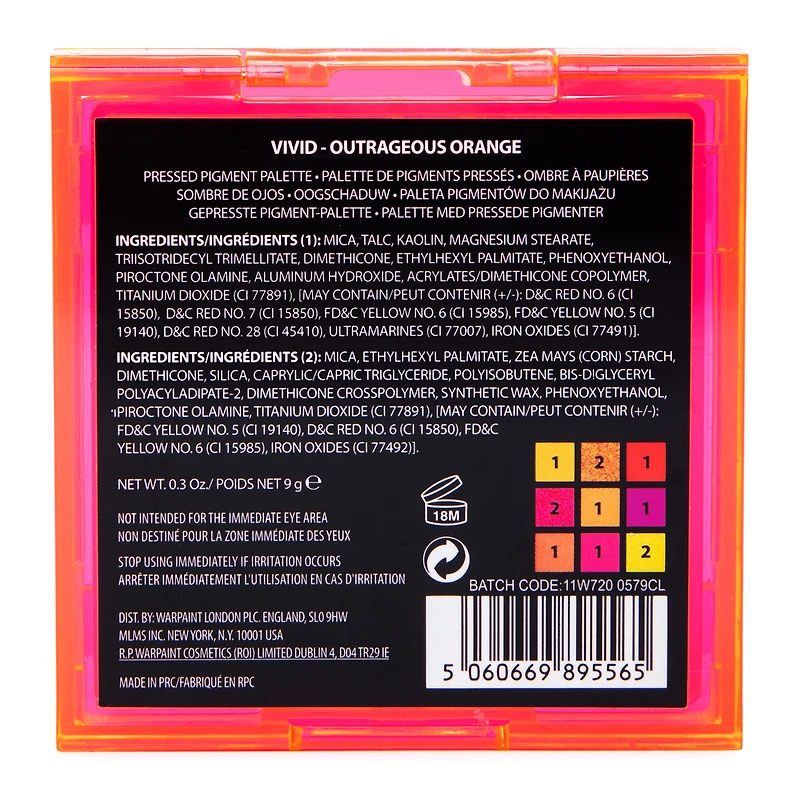 VIVID - OUTRAGEOUS ORANGE
PRESSED PIGMENT PALETTE • PALETTE DE PIGMENTS PRESSÉS • OMBRE À PAUPIÈRES
SOMBRE DE OJOS • OOGSCHADUW • PALETA PIGMENTÓW DO MAKIJAŻU
GEPRESSTE PIGMENT-PALETTE • PALETTE MED PRESSEDE PIGMENTER
INGREDIENTS/INGRÉDIENTS (1): MICA, TALC, KAOLIN, MAGNESIUM STEARATE,
TRIISOTRIDECYL TRIMELLITATE, DIMETHICONE, ETHYLHEXYL PALMITATE, PHENOXYETHANOL,
PIROCTONE OLAMINE, ALUMINUM HYDROXIDE, ACRYLATES/DIMETHICONE COPOLYMER,
TITANIUM DIOXIDE (CI 77891), [MAY CONTAIN/PEUT CONTENIR (+/-): D&C RED NO. 6 (CI
15850), D&C RED NO. 7 (CI 15850), FD&C YELLOW NO. 6 (CI 15985), FD&C YELLOW NO. 5 (CI
19140), D&C RED NO. 28 (CI 45410), ULTRAMARINES (CI 77007), IRON OXIDES (CI 77491)].
INGREDIENTS/INGRÉDIENTS (2): MICA, ETHYLHEXYL PALMITATE, ZEA MAYS (CORN) STARCH,
DIMETHICONE, SILICA, CAPRYLIC/CAPRIC TRIGLYCERIDE, POLYISOBUTENE, BIS-DIGLYCERYL
POLYACYLADIPATE-2, DIMETHICONE CROSSPOLYMER, SYNTHETIC WAX, PHENOXYETHANOL,
PIROCTONE OLAMINE, TITANIUM DIOXIDE (CI 77891), [MAY CONTAIN/PEUT CONTENIR (+/-):
FD&C YELLOW NO. 5 (CI 19140), D&C RED NO. 6 (CI 15850), FD&C
YELLOW NO. 6 (CI 15985), IRON OXIDES (CI 77492)].
1 2 1
2 1 1
1 1 2
NET WT. 0.3 Oz./ POIDS NET 9 g ℮
18M
NOT INTENDED FOR THE IMMEDIATE EYE AREA
NON DESTINÉ POUR LA ZONE IMMÉDIATE DES YEUX
STOP USING IMMEDIATELY IF IRRITATION OCCURS
ARRÊTER IMMÉDIATEMENT L'UTILISATION EN CAS D'IRRITATION
BATCH CODE:11W720 0579CL
DIST. BY: WARPAINT LONDON PLC. ENGLAND, SL0 9HW
MLMS INC. NEW YORK, N.Y. 10001 USA
R.P. WARPAINT COSMETICS (ROI) LIMITED DUBLIN 4, D04 TR29 IE
MADE IN PRC/FABRIQUÉ EN RPC
5 060669 895565